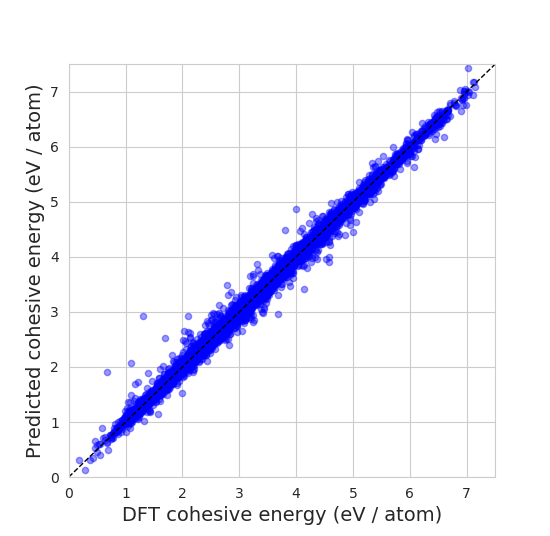 Predicted cohesive energy (eV / atom)
7
6
5
4
3
2
1
0
0 1 2 3 4 5 6 7
DFT cohesive energy (eV / atom)